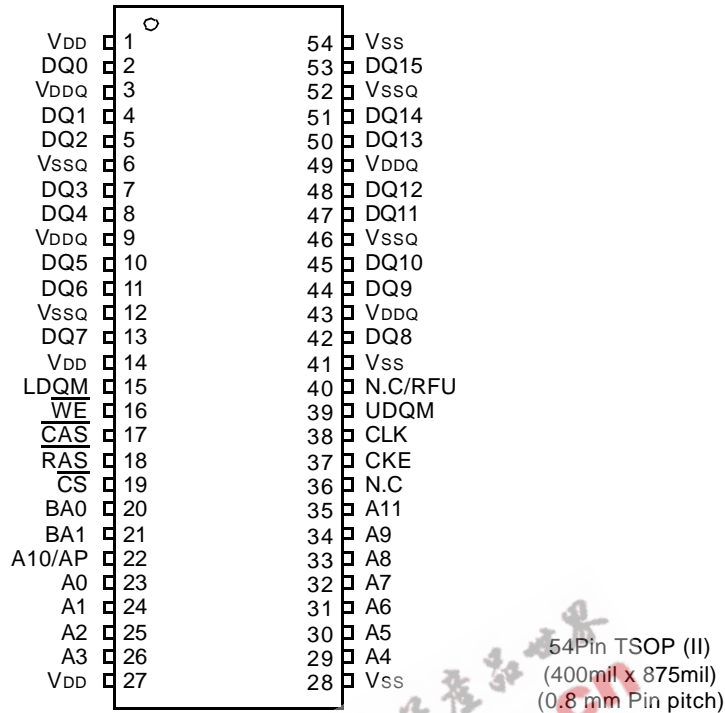 VDD 1 54 VSS
DQ0 2 53 DQ15
VDDQ 3 52 VSSQ
DQ1 4 51 DQ14
DQ2 5 50 DQ13
VSSQ 6 49 VDDQ
DQ3 7 48 DQ12
DQ4 8 47 DQ11
VDDQ 9 46 VSSQ
DQ5 10 45 DQ10
DQ6 11 44 DQ9
VSSQ 12 43 VDDQ
DQ7 13 42 DQ8
VDD 14 41 VSS
LDQM 15 40 N.C/RFU
WE 16 39 UDQM
CAS 17 38 CLK
RAS 18 37 CKE
CS 19 36 N.C
BA0 20 35 A11
BA1 21 34 A9
A10/AP 22 33 A8
A0 23 32 A7
A1 24 31 A6
A2 25 30 A5
A3 26 29 A4
VDD 27 28 VSS
54Pin TSOP (II)
(400mil x 875mil)
(0.8 mm Pin pitch)